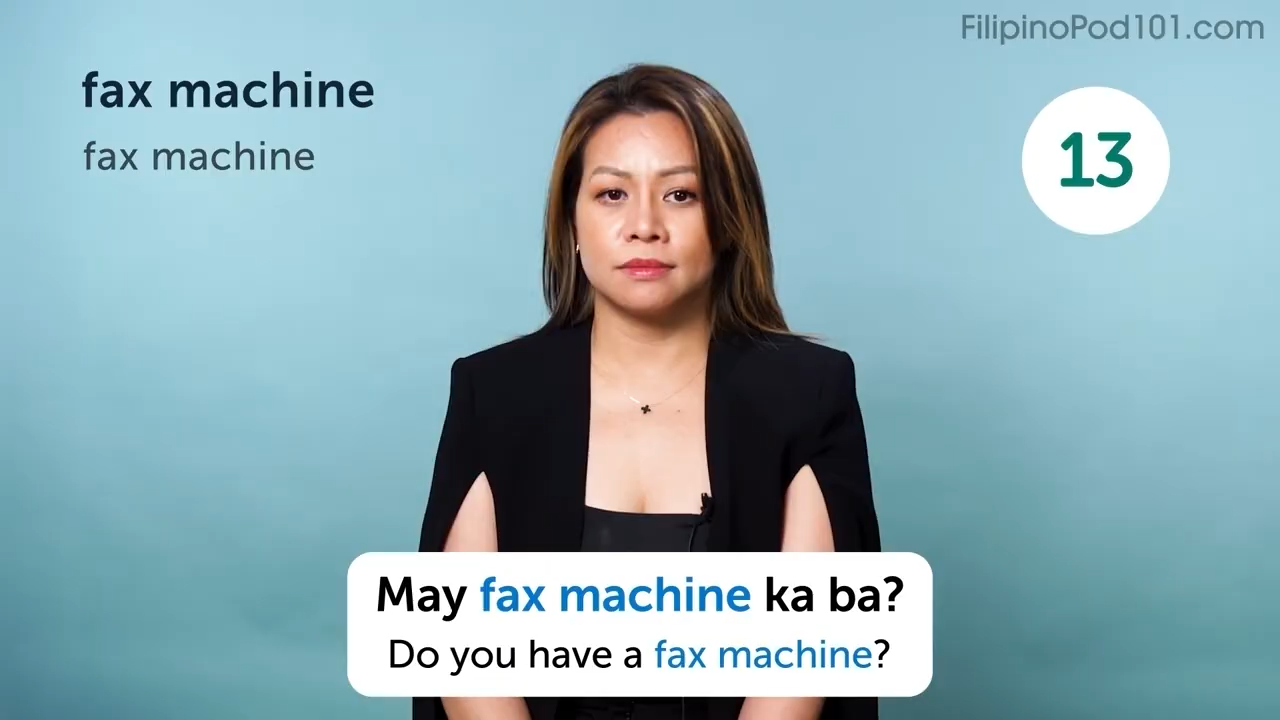 FilipinoPod101.com
fax machine
fax machine
13
May fax machine ka ba?
Do you have a fax machine?